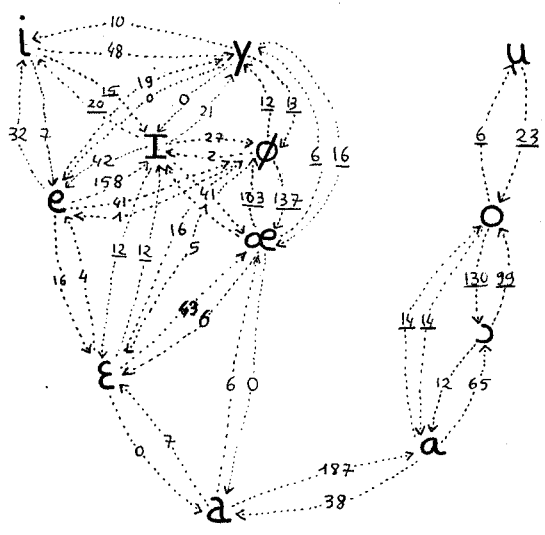 10
i 48 y u
15 19
20 0 0 21 12 13
32 7 I 27 ø 6 16 6 23
42 2
e 158 41 103 137
1 41 1 o
16 œ
16 4 12 12 5 130 99
43 14 14 ɔ
6
ɛ 6 0 12 65
0 7 187 a
a 38